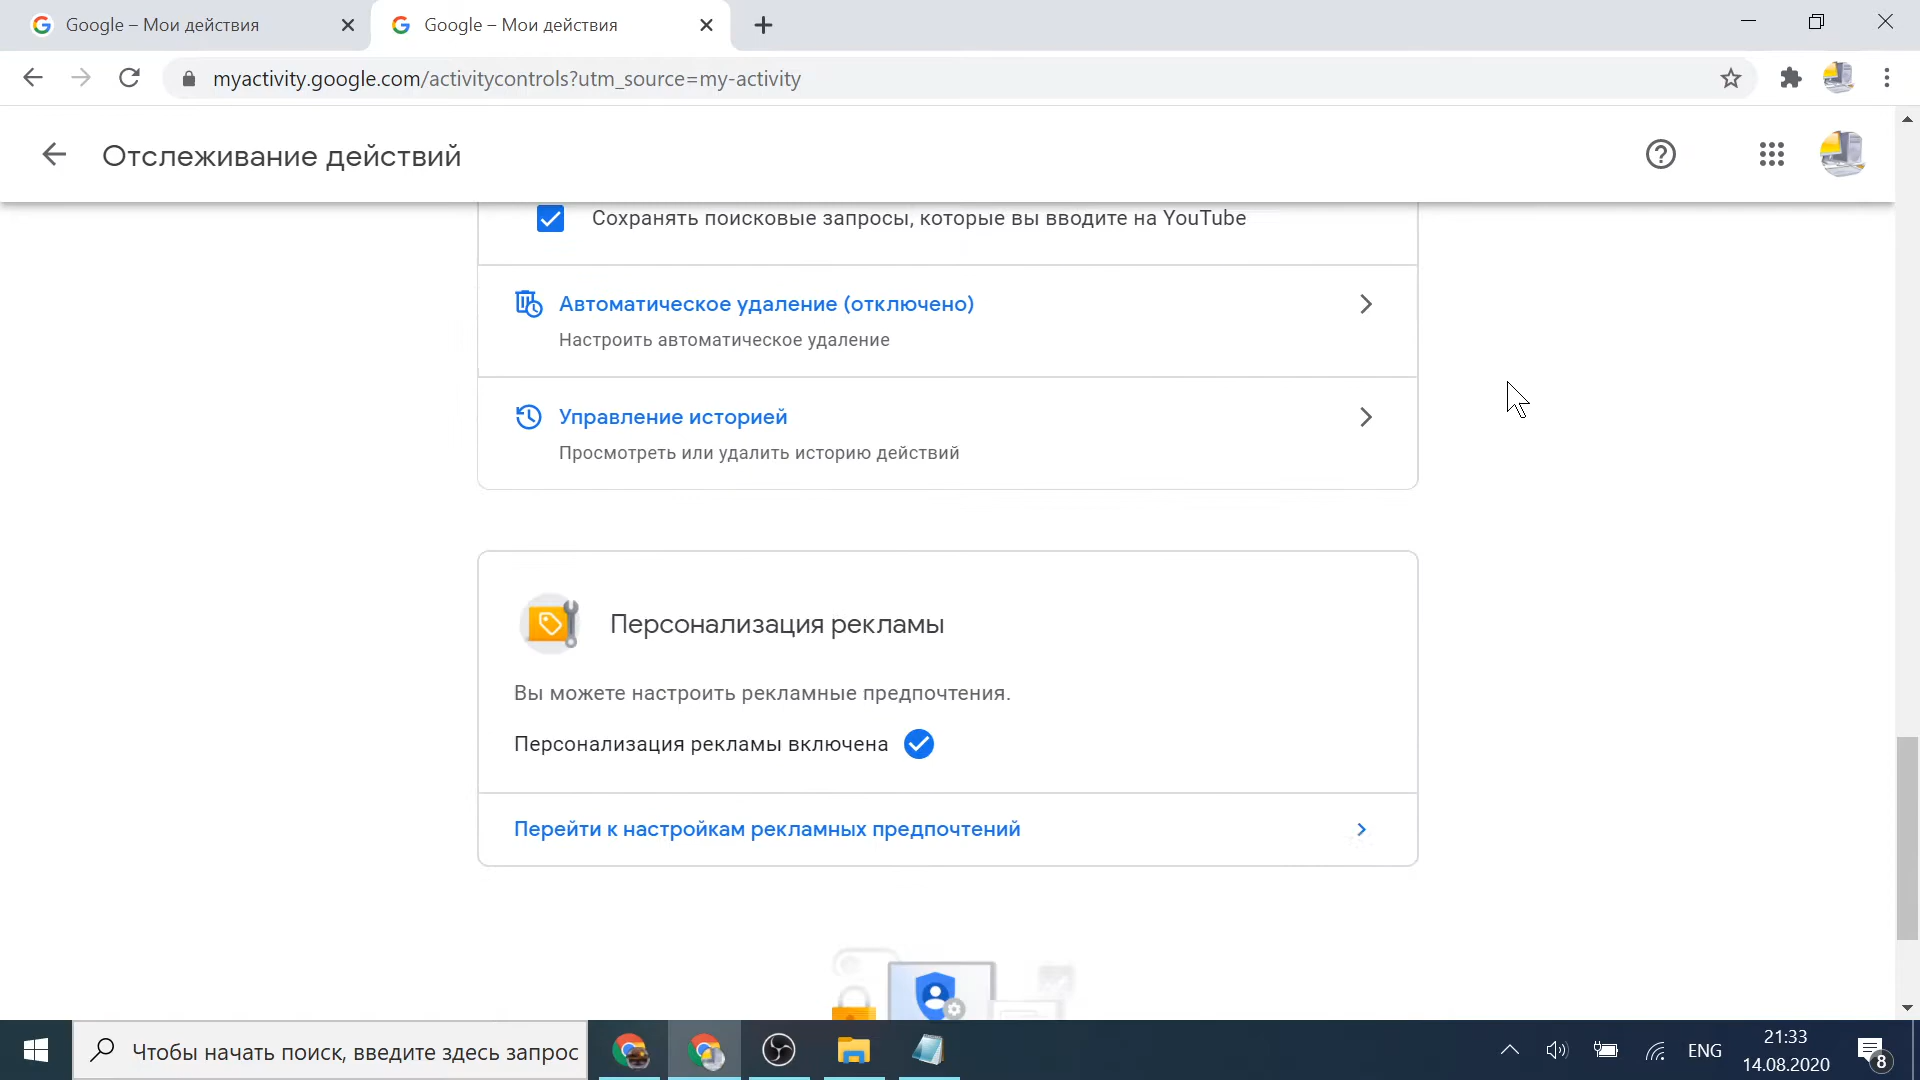 Google – Мои действия
Google – Мои действия
myactivity.google.com/activitycontrols?utm_source=my-activity
Отслеживание действий
Сохранять поисковые запросы, которые вы вводите на YouTube
Автоматическое удаление (отключено)
Настроить автоматическое удаление
Управление историей
Просмотреть или удалить историю действий
Персонализация рекламы
Вы можете настроить рекламные предпочтения.
Персонализация рекламы включена
Перейти к настройкам рекламных предпочтений
Чтобы начать поиск, введите здесь запрос
ENG
21:33
14.08.2020
8